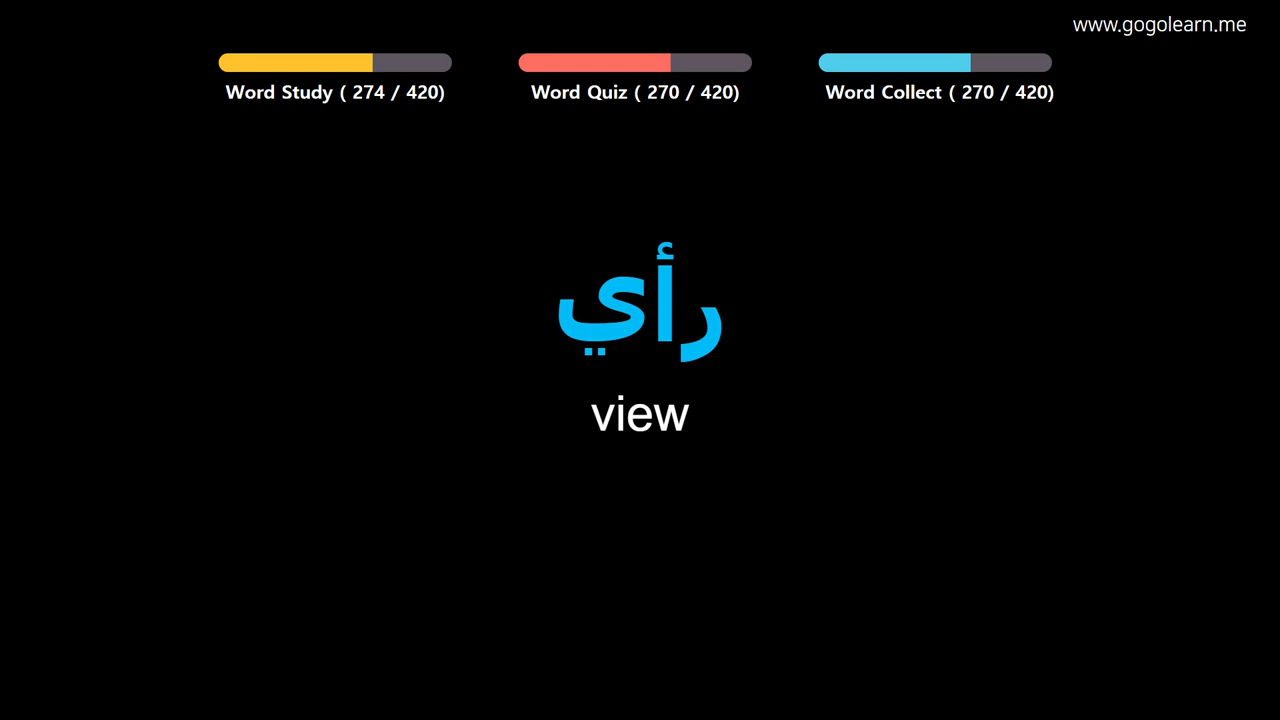 www.gogolearn.me
Word Study ( 274 / 420)
Word Quiz ( 270 / 420)
Word Collect ( 270 / 420)
رأي
view